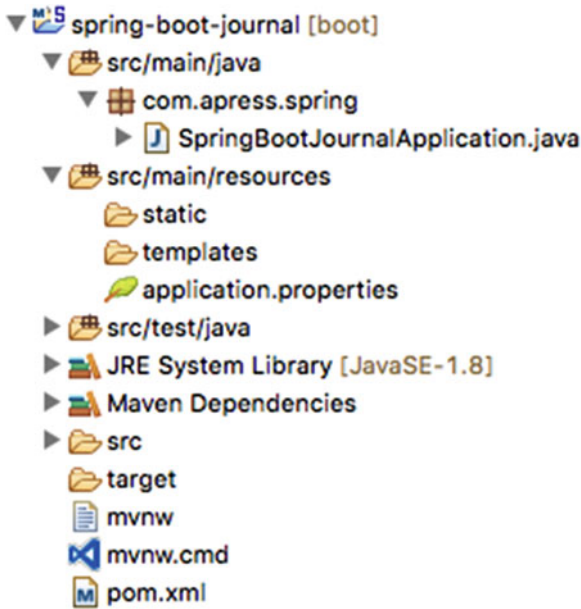 spring-boot-journal [boot]
src/main/java
com.apress.spring
SpringBootJournalApplication.java
src/main/resources
static
templates
application.properties
src/test/java
JRE System Library [JavaSE-1.8]
Maven Dependencies
src
target
mvnw
mvnw.cmd
pom.xml